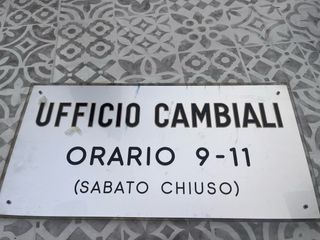 UFFICIO CAMBIALI
ORARIO 9-11
(SABATO CHIUSO)